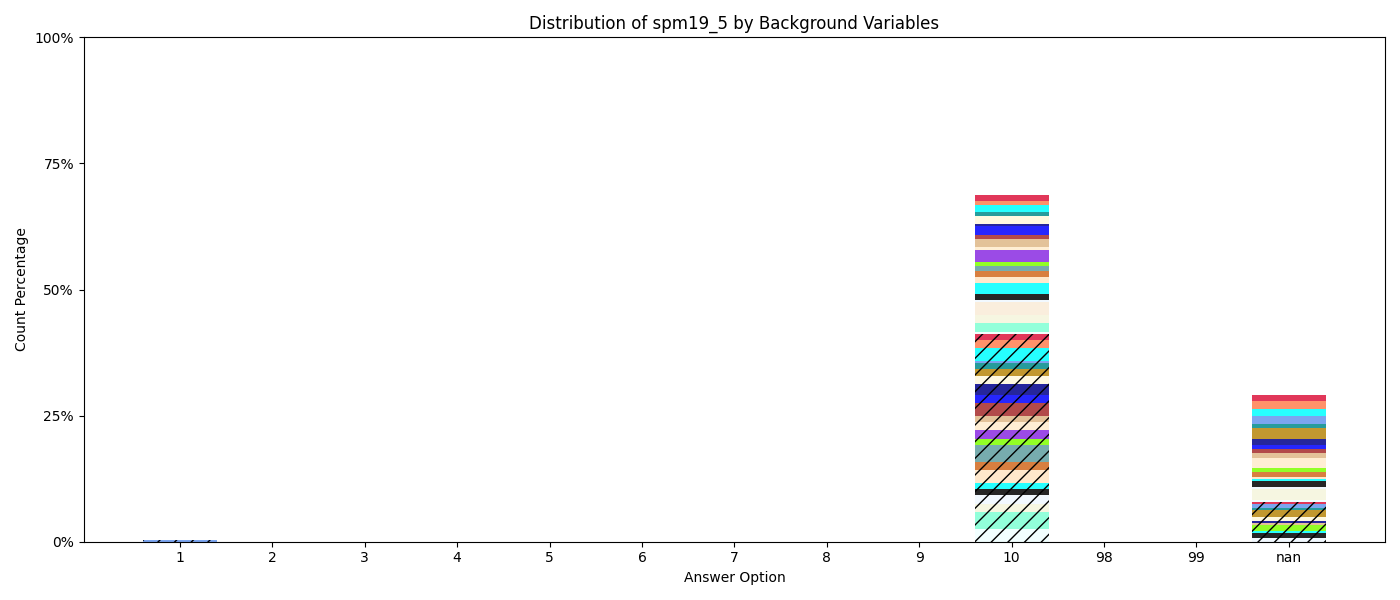 Distribution of spm19_5 by Background Variables
100%
75%
50%
25%
0%
Count Percentage
1 2 3 4 5 6 7 8 9 10 98 99 nan
Answer Option